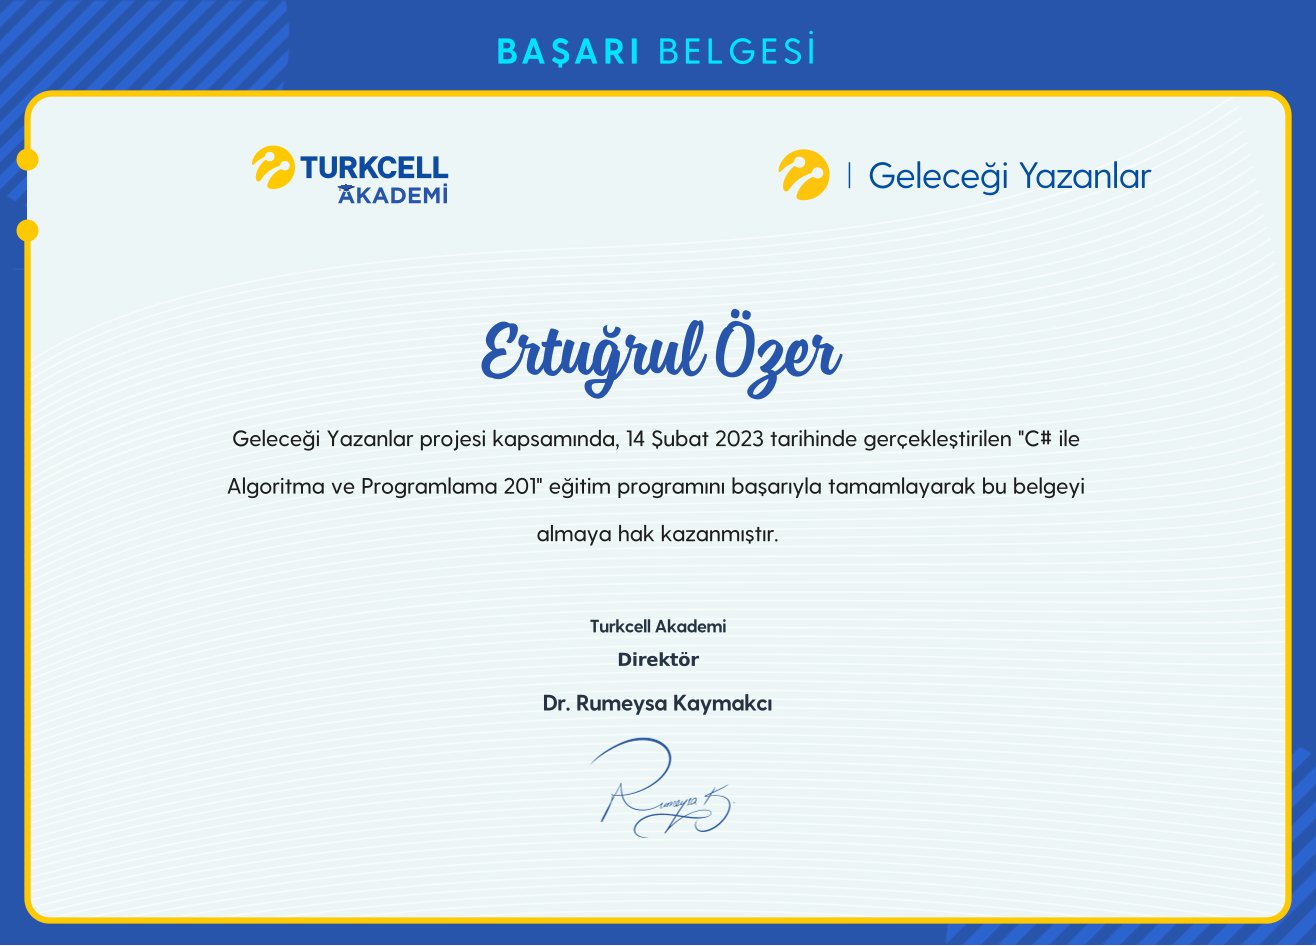 BAŞARI BELGESİ
TURKCELL
AKADEMİ
Geleceği Yazanlar
Ertuğrul Özer
Geleceği Yazanlar projesi kapsamında, 14 Şubat 2023 tarihinde gerçekleştirilen "C# ile
Algoritma ve Programlama 201" eğitim programını başarıyla tamamlayarak bu belgeyi
almaya hak kazanmıştır.
Turkcell Akademi
Direktör
Dr. Rumeysa Kaymakcı
Rumeysa K.